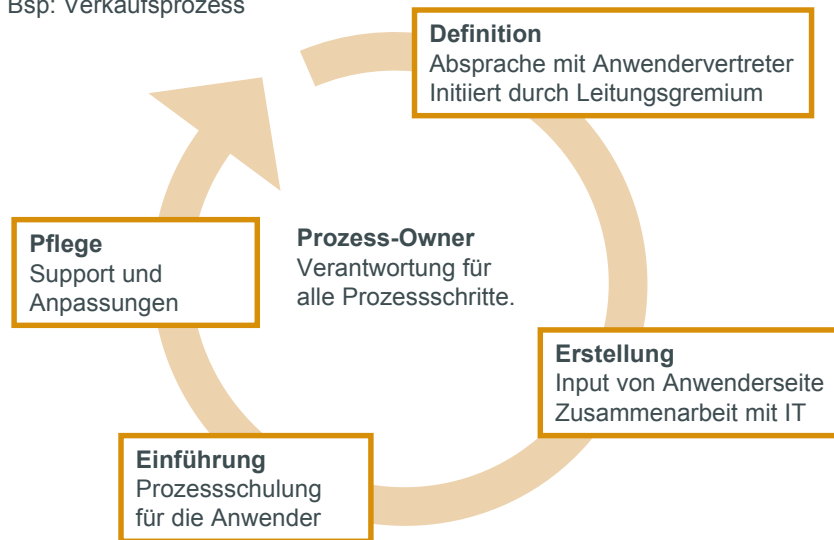 Bsp: Verkaufsprozess
Definition
Absprache mit Anwendervertreter
Initiiert durch Leitungsgremium
Prozess-Owner
Verantwortung für
alle Prozessschritte.
Pflege
Support und
Anpassungen
Erstellung
Input von Anwenderseite
Zusammenarbeit mit IT
Einführung
Prozessschulung
für die Anwender